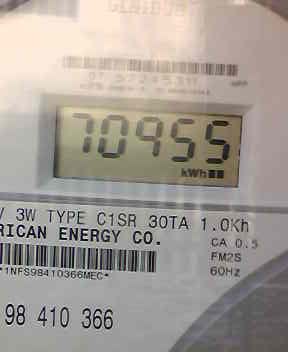 70955
kWh
V 3W TYPE C1SR 30TA 1.0Kh
RICAN ENERGY CO.
CA 0.5
FM2S
60Hz
*1NFS98410366MEC*
98 410 366